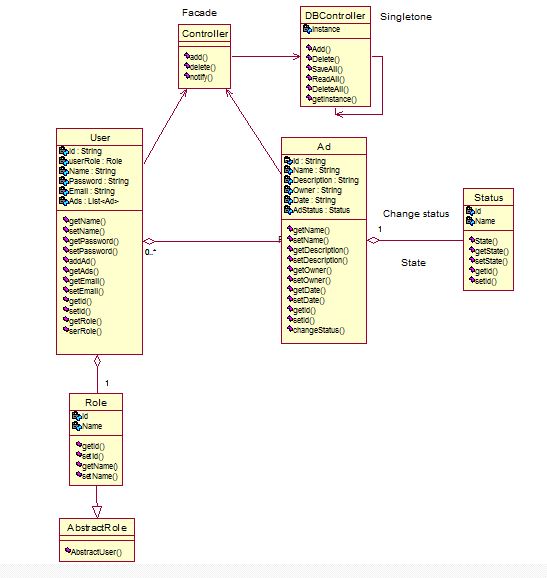 Facade
Controller
add()
delete()
notify()
DBController
instance
Add()
Delete()
SaveAll()
ReadAll()
DeleteAll()
getInstance()
Singletone
User
id : String
userRole : Role
Name : String
Password : String
Email : String
Ads : List<Ad>
getName()
setName()
getPassword()
setPassword()
addAd()
getAds()
getEmail()
setEmail()
getId()
setId()
getRole()
serRole()
0..*
Ad
id : String
Name : String
Description : String
Owner : String
Date : String
AdStatus : Status
getName()
setName()
getDescription()
setDescription()
getOwner()
setOwner()
getDate()
setDate()
getId()
setId()
changeStatus()
Change status
1
State
Status
id
Name
State()
getState()
setState()
getId()
setId()
1
Role
id
Name
getId()
setId()
getName()
setName()
AbstractRole
AbstractUser()